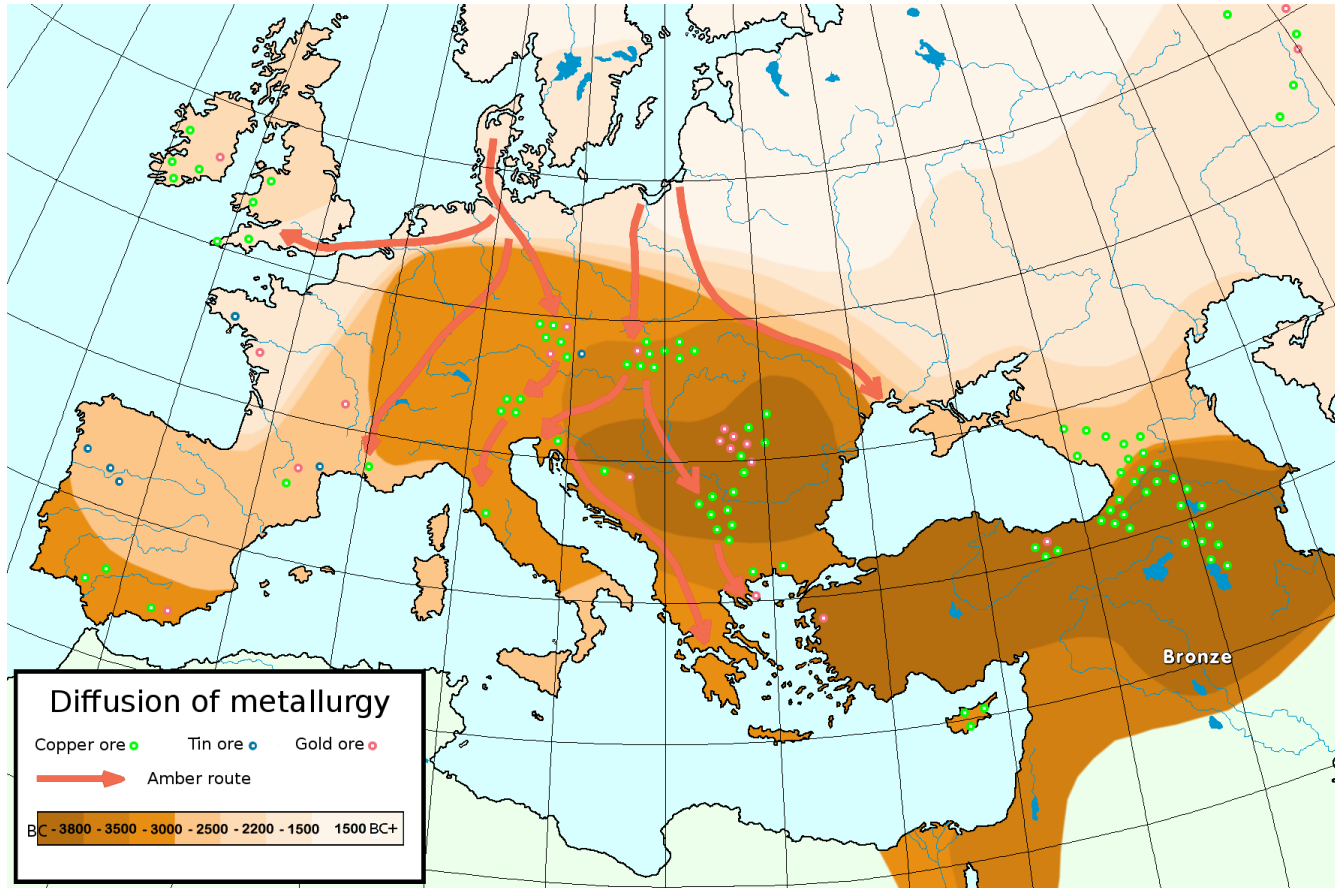 Bronze
Diffusion of metallurgy
Copper ore Tin ore Gold ore
Amber route
BC - 3800 - 3500 - 3000 - 2500 - 2200 - 1500 1500 BC+